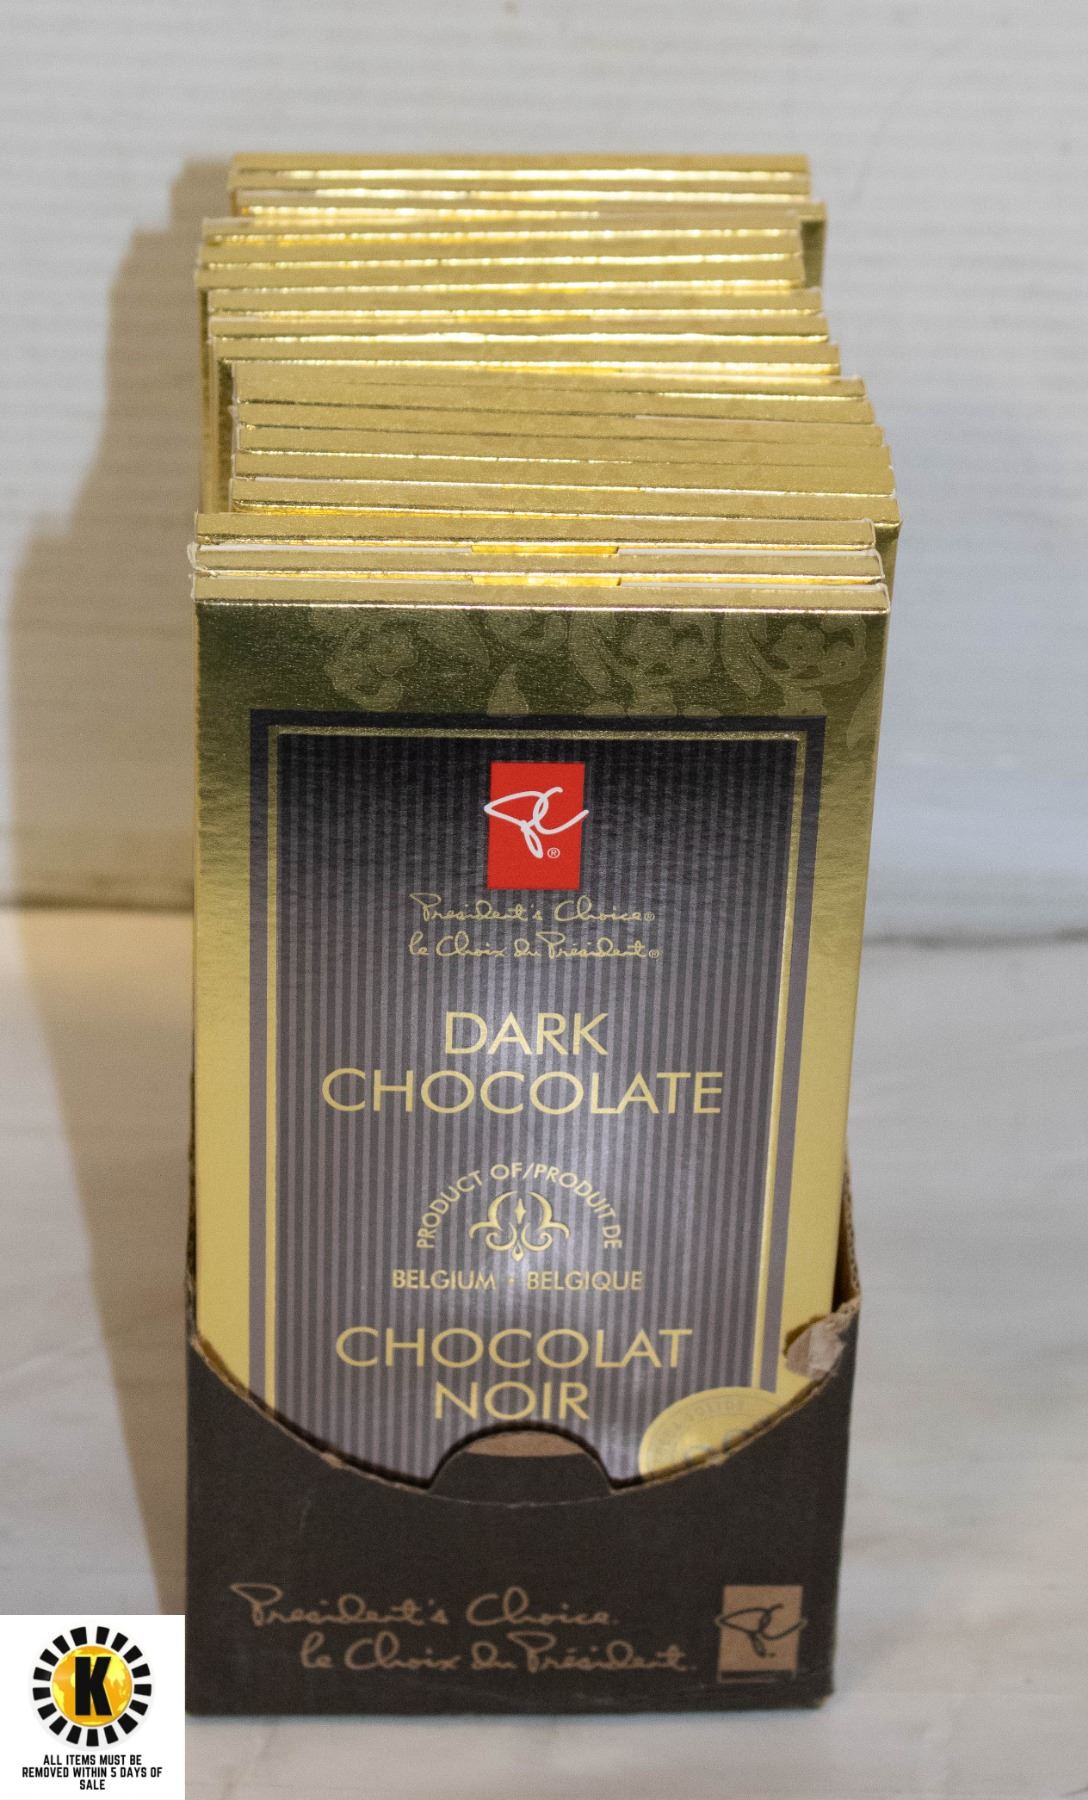 PC®
President's Choice®
le Choix du Président®
DARK
CHOCOLATE
PRODUCT OF/PRODUIT DE
BELGIUM • BELGIQUE
CHOCOLAT
NOIR
President's Choice.
le Choix du Président.
PC
K
ALL ITEMS MUST BE
REMOVED WITHIN 5 DAYS OF
SALE